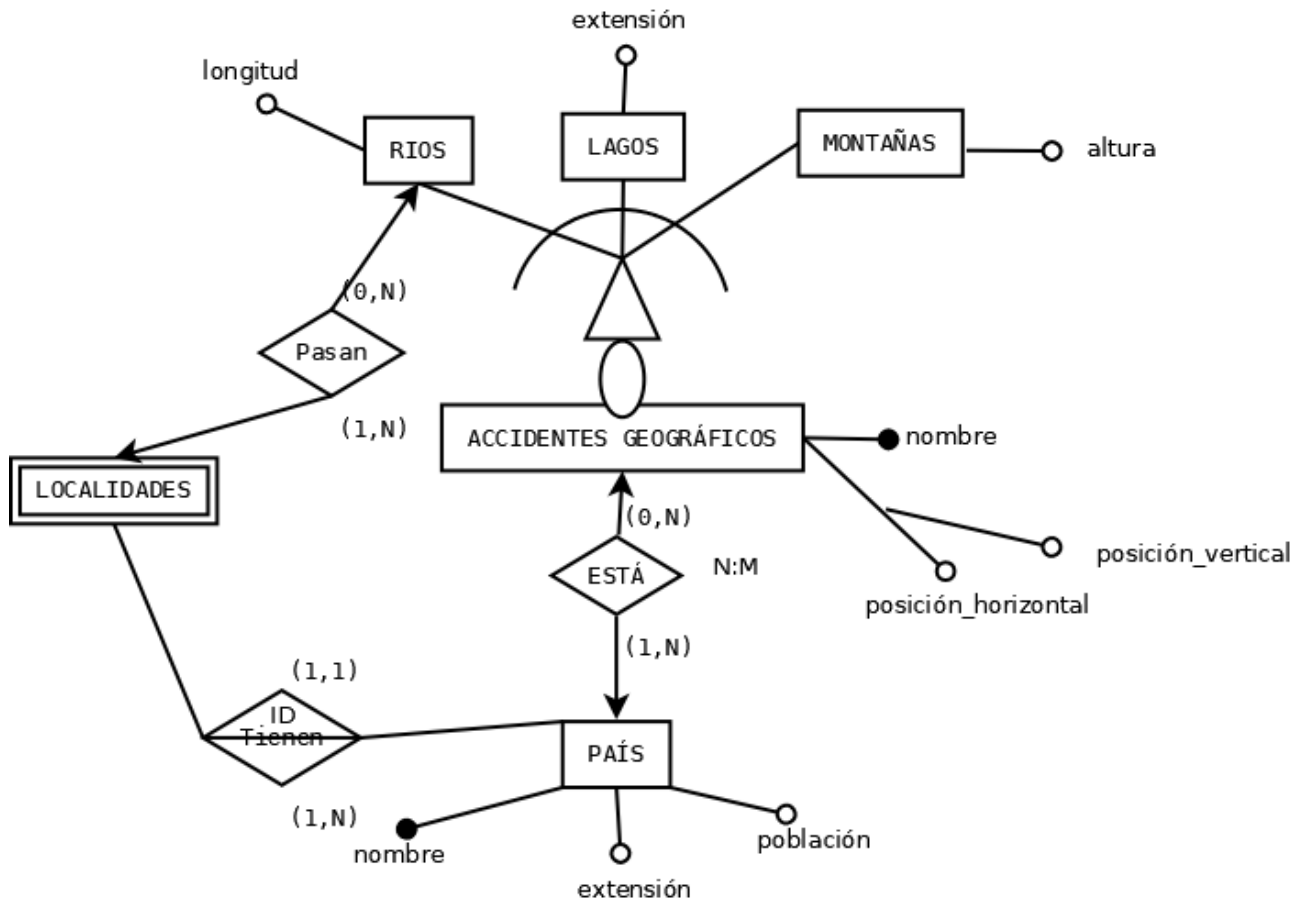 extensión
longitud
RIOS
LAGOS
MONTAÑAS
altura
(0,N)
Pasan
(1,N)
ACCIDENTES GEOGRÁFICOS
nombre
LOCALIDADES
(0,N)
posición_vertical
ESTÁ
N:M
posición_horizontal
(1,N)
(1,1)
ID
Tienen
PAÍS
(1,N)
nombre
población
extensión